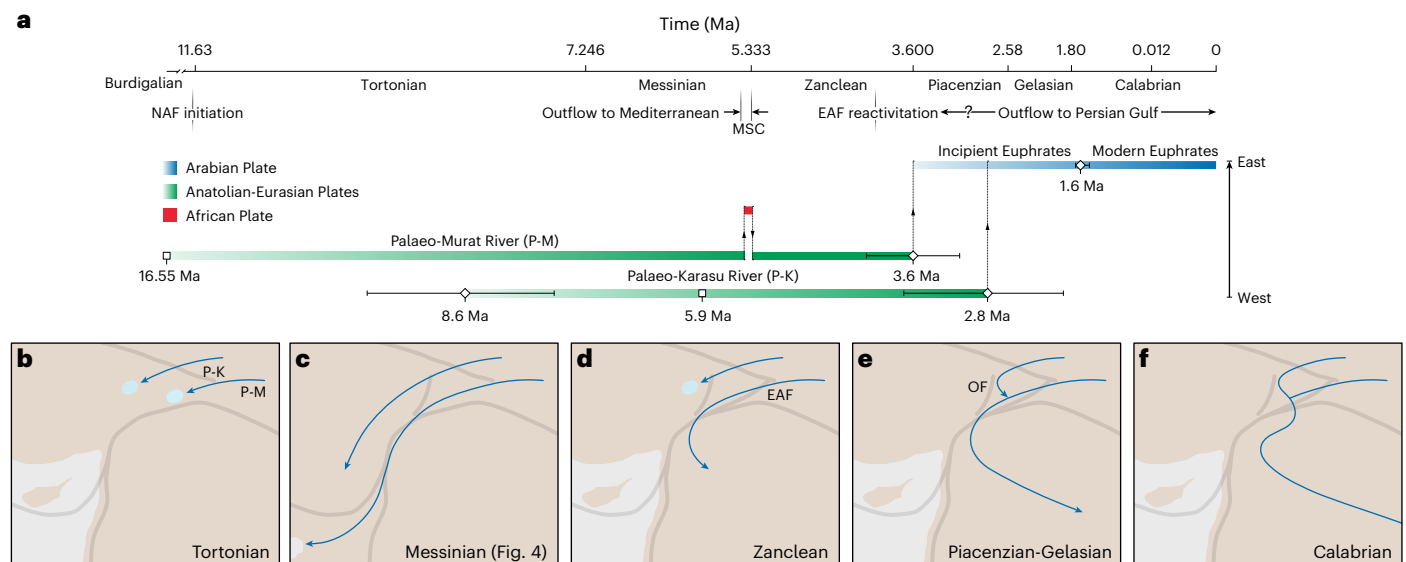 a
Time (Ma)
11.63 7.246 5.333 3.600 2.58 1.80 0.012 0
Burdigalian Tortonian Messinian Zanclean Piacenzian Gelasian Calabrian
NAF initiation Outflow to Mediterranean EAF reactivitation ? Outflow to Persian Gulf
MSC
Incipient Euphrates Modern Euphrates
Arabian Plate East
1.6 Ma
Anatolian-Eurasian Plates
African Plate
Palaeo-Murat River (P-M)
16.55 Ma Palaeo-Karasu River (P-K) 3.6 Ma
West
8.6 Ma 5.9 Ma 2.8 Ma
b c d e f
P-K
P-M
EAF
OF
Tortonian Messinian (Fig. 4) Zanclean Piacenzian-Gelasian Calabrian